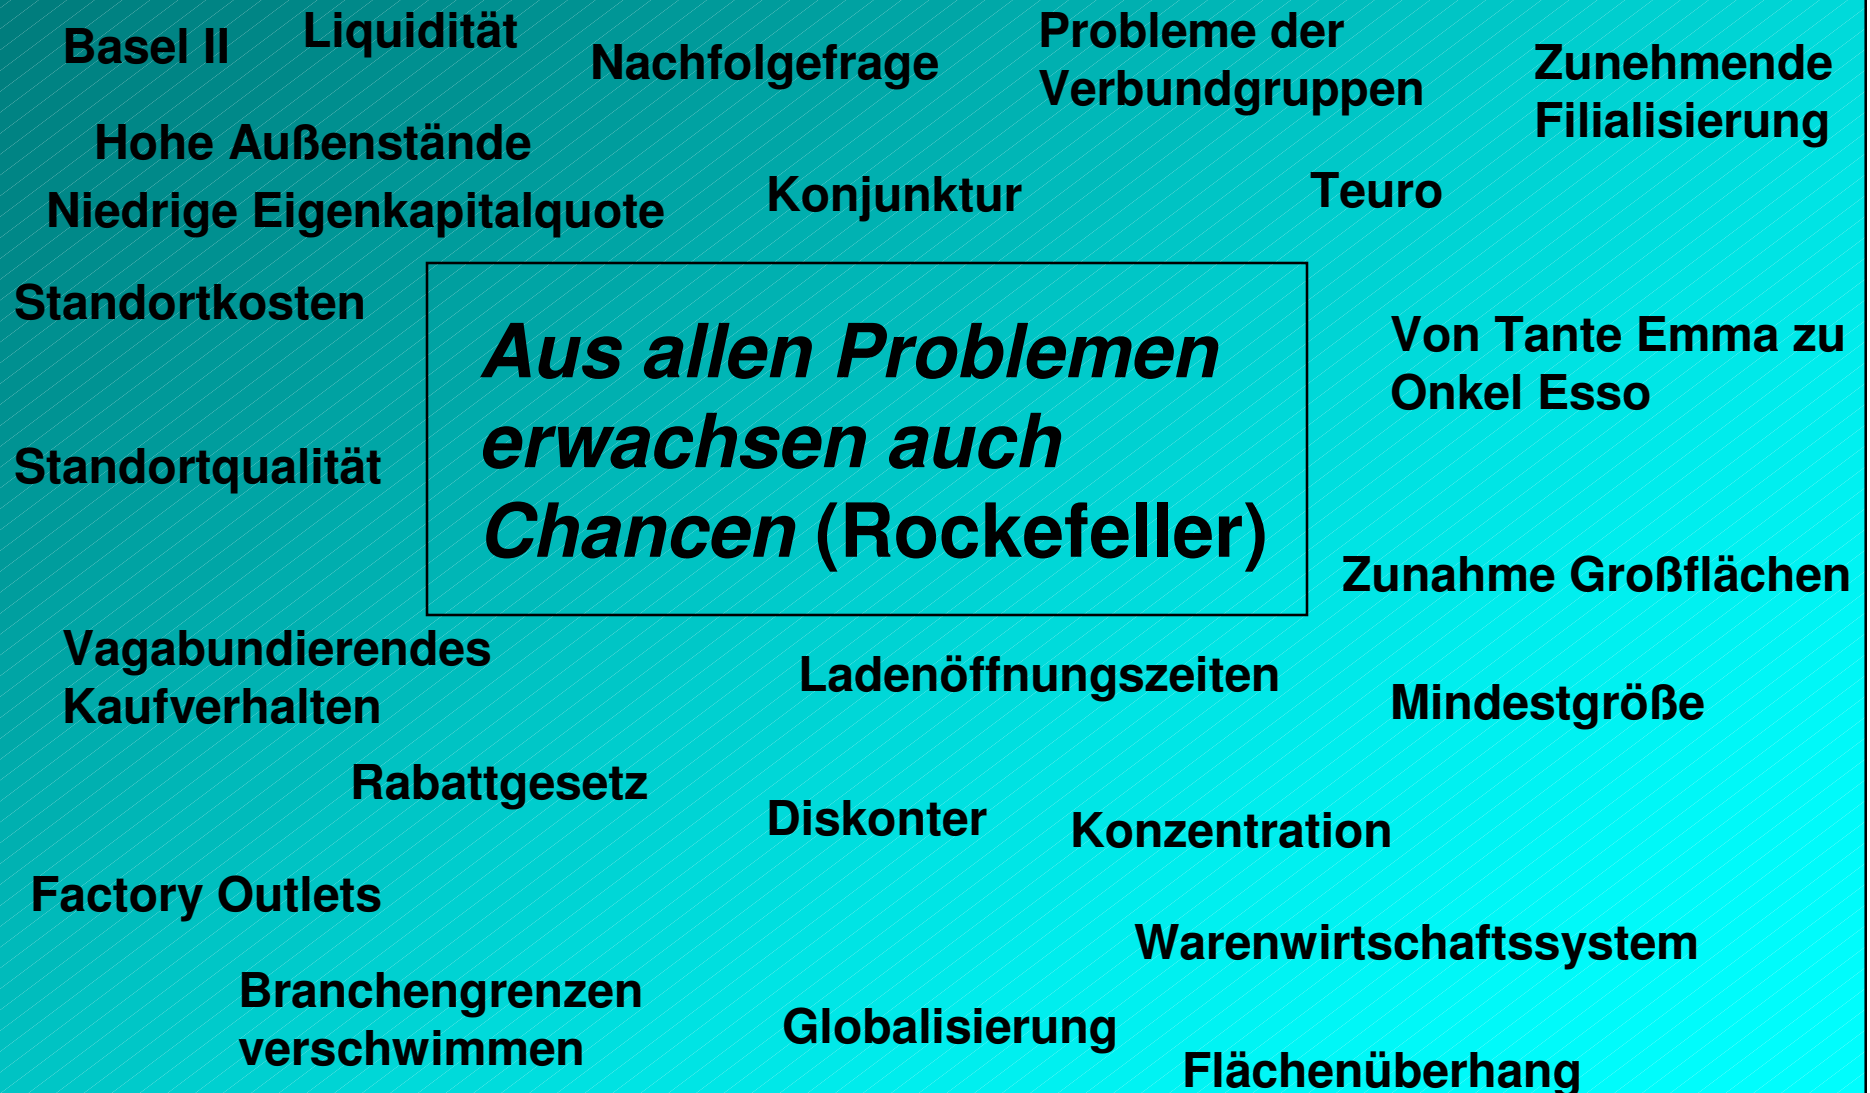 Basel II
Liquidität
Nachfolgefrage
Probleme der
Verbundgruppen
Zunehmende
Filialisierung
Hohe Außenstände
Niedrige Eigenkapitalquote
Konjunktur
Teuro
Standortkosten
Aus allen Problemen
erwachsen auch
Chancen (Rockefeller)
Von Tante Emma zu
Onkel Esso
Standortqualität
Zunahme Großflächen
Vagabundierendes
Kaufverhalten
Ladenöffnungszeiten
Mindestgröße
Rabattgesetz
Diskonter
Konzentration
Factory Outlets
Warenwirtschaftssystem
Branchengrenzen
verschwimmen
Globalisierung
Flächenüberhang